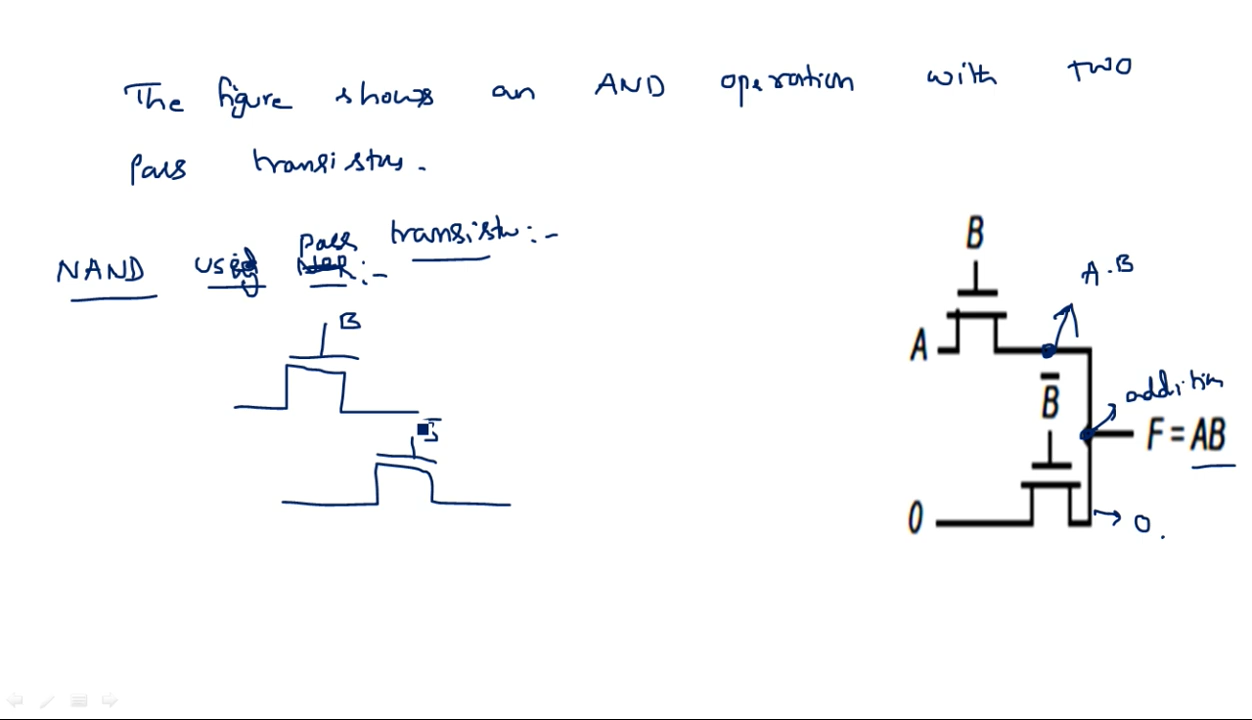 The figure shows an AND operation with two
pass transistors.
NAND using pass transistor:-
:-
B
B̅
B
A·B
A
B̅
addition
F = AB
0
0.